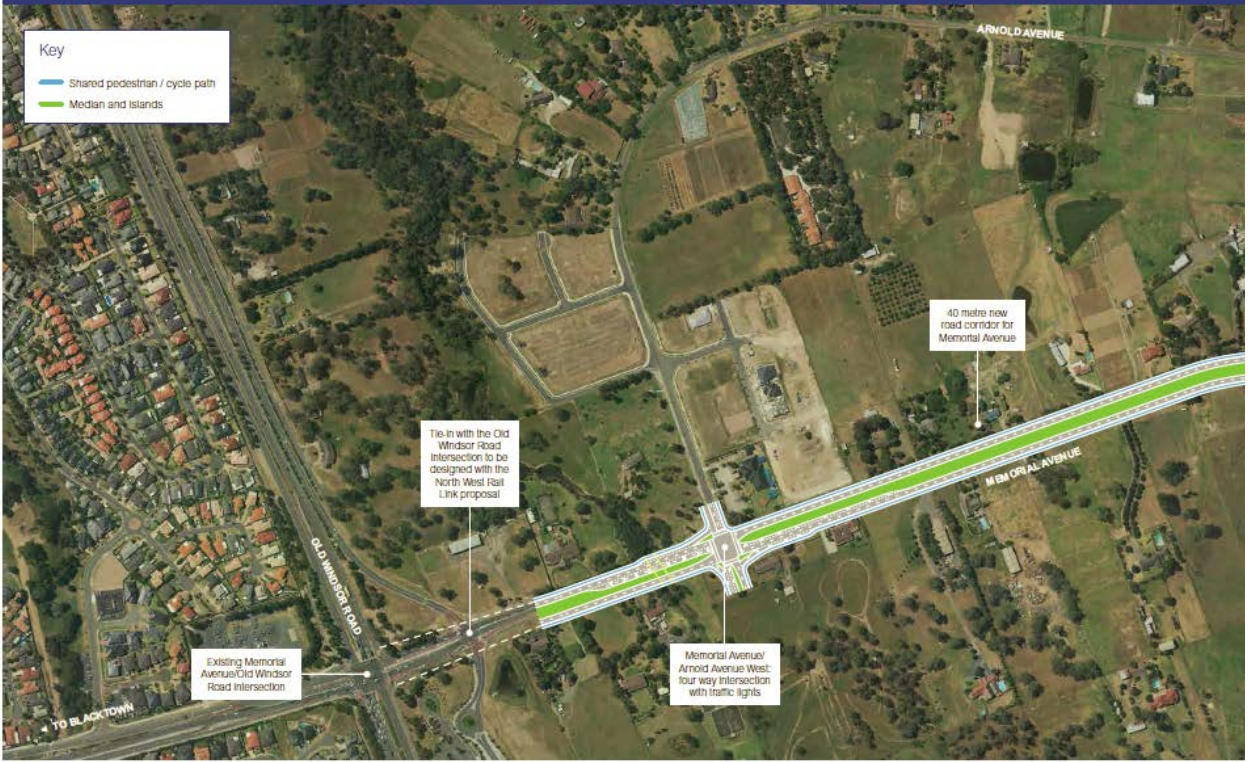 Key
Shared pedestrian / cycle path
Median and islands
ARNOLD AVENUE
40 metre new
road corridor for
Memorial Avenue
Tie-in with the Old
Windsor Road
intersection to be
designed with the
North West Rail
Link proposal
MEMORIAL AVENUE
OLD WINDSOR ROAD
Existing Memorial
Avenue/Old Windsor
Road intersection
Memorial Avenue/
Arnold Avenue West:
four way intersection
with traffic lights
TO BLACKTOWN